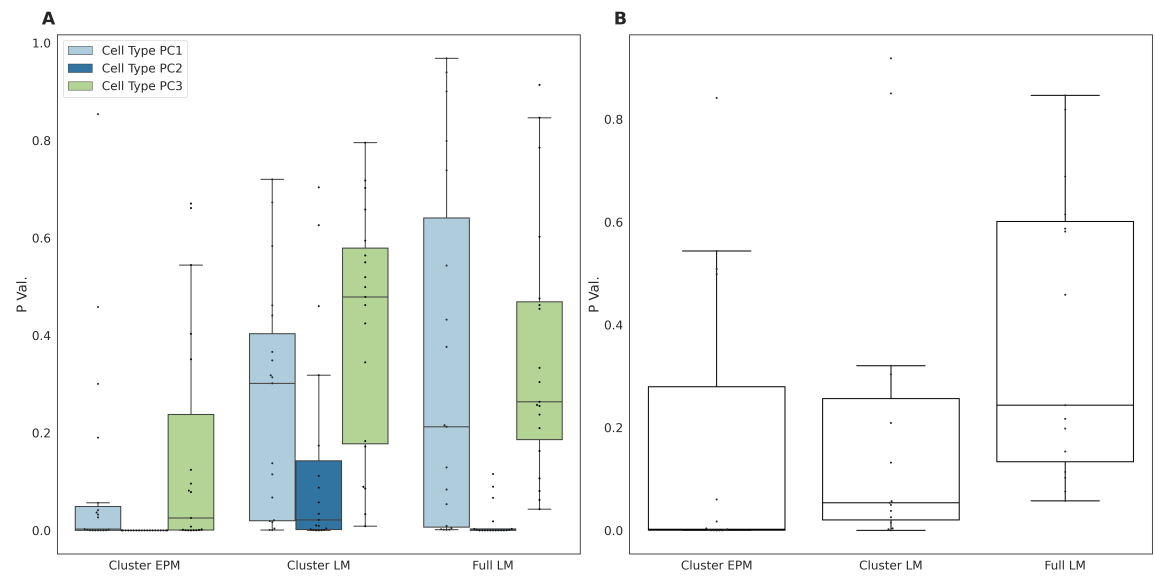 A
B
1.0
Cell Type PC1
Cell Type PC2
Cell Type PC3
0.8
0.6
0.4
0.2
0.0
P Val.
Cluster EPM
Cluster LM
Full LM
0.8
0.6
0.4
0.2
0.0
P Val.
Cluster EPM
Cluster LM
Full LM